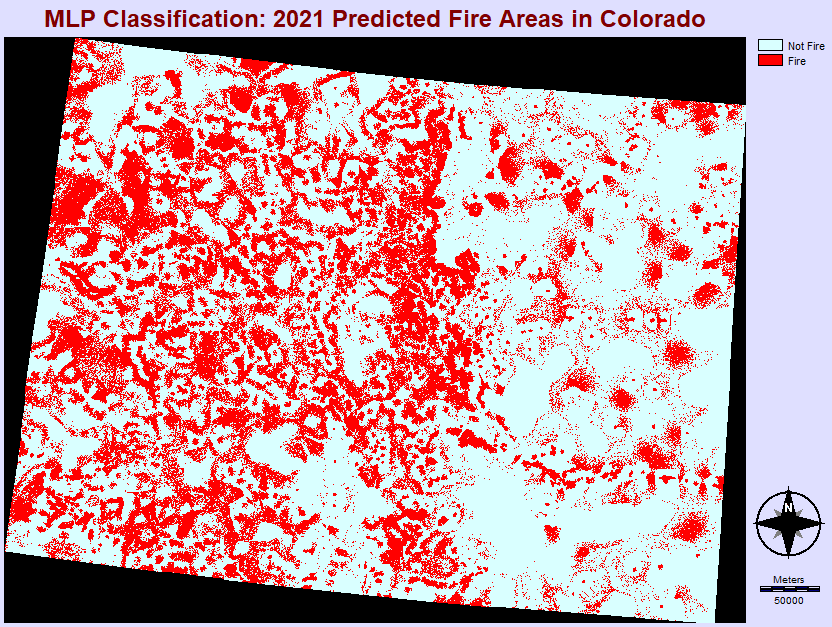 MLP Classification: 2021 Predicted Fire Areas in Colorado
Not Fire
Fire
N
Meters
50000